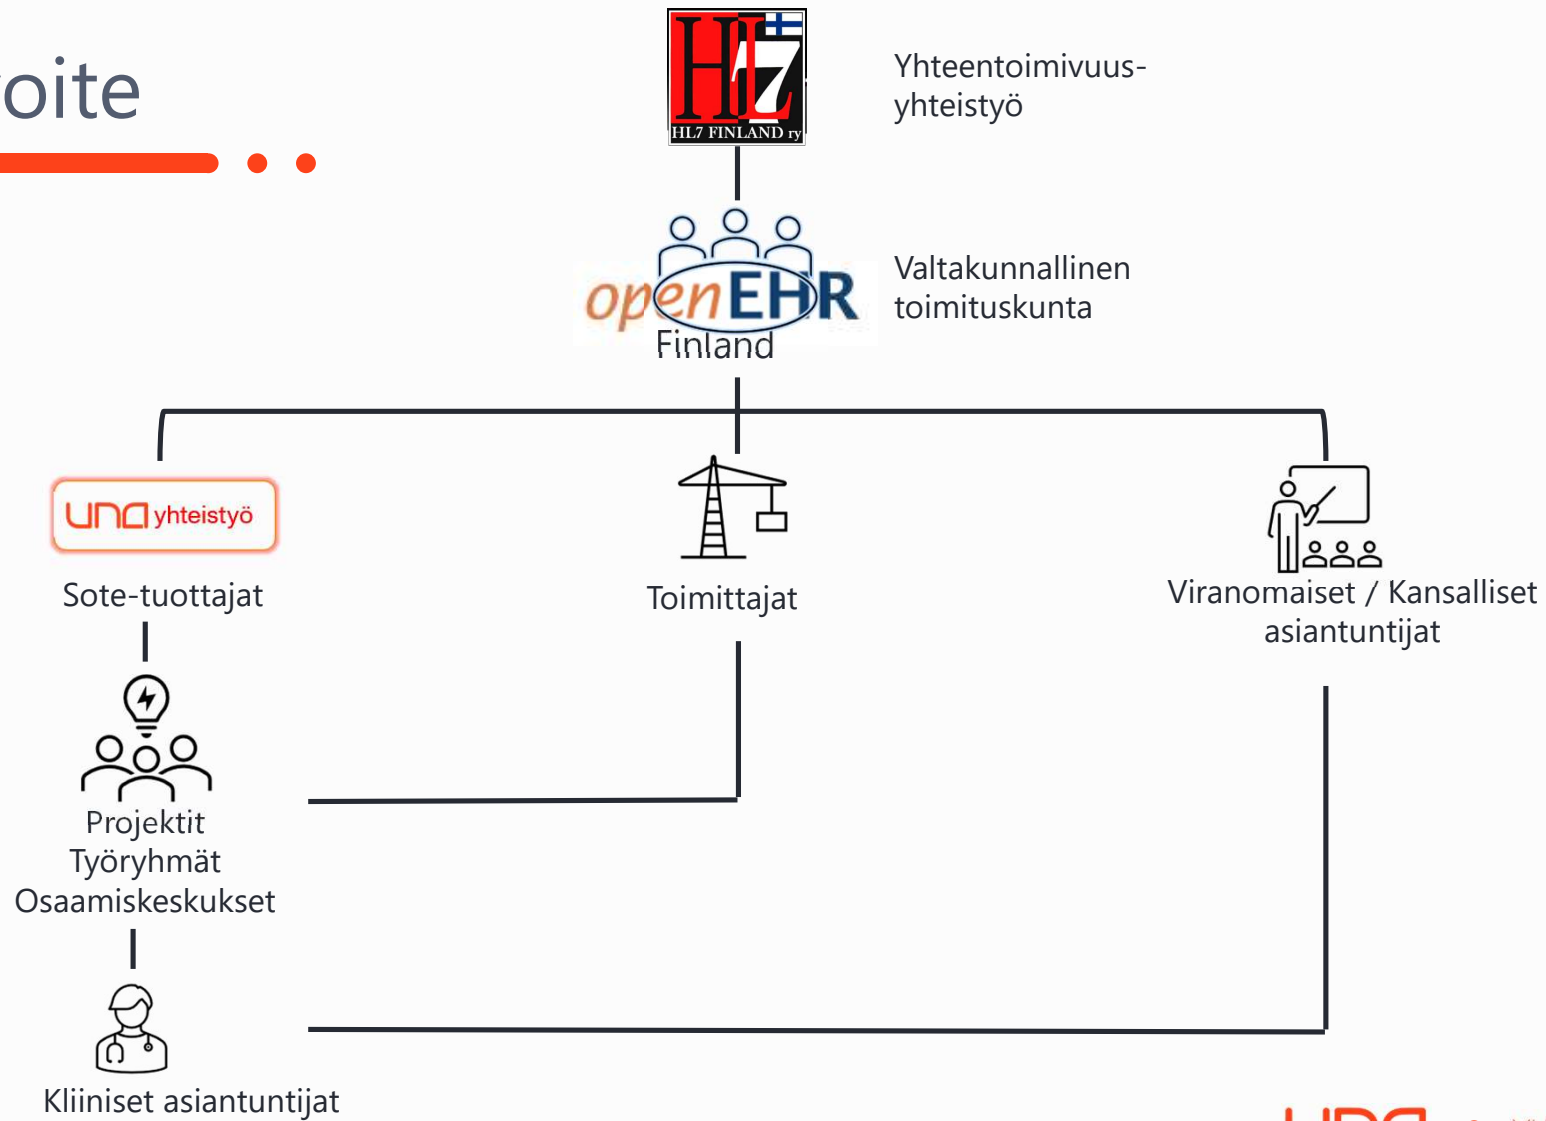 oite
HL7
HL7 FINLAND ry
Yhteentoimivuus-
yhteistyö
openEHR
Finland
Valtakunnallinen
toimituskunta
una yhteistyö
Sote-tuottajat
Toimittajat
Viranomaiset / Kansalliset
asiantuntijat
Projektit
Työryhmät
Osaamiskeskukset
Kliiniset asiantuntijat